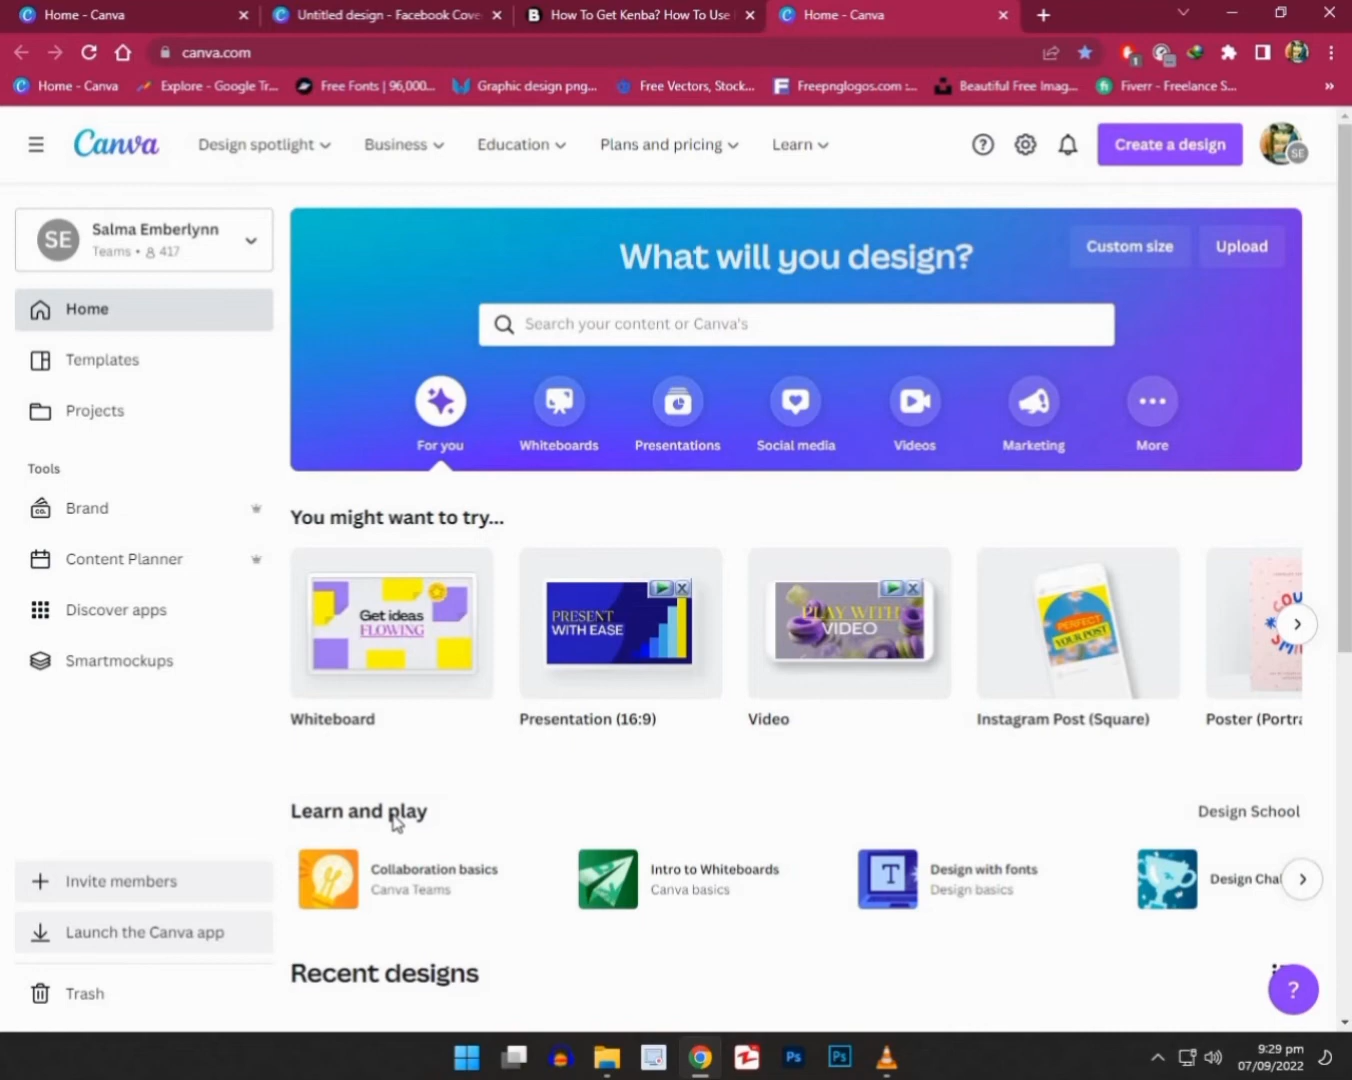 Home - Canva
Untitled design - Facebook Cove
How To Get Kenba? How To Use
Home - Canva
canva.com
Home - Canva
Explore - Google Tr...
Free Fonts | 96,000...
Graphic design png...
Free Vectors, Stock...
Freepnglogos.com :...
Beautiful Free Imag...
Fiverr - Freelance S...
Canva
Design spotlight
Business
Education
Plans and pricing
Learn
Create a design
SE
SE
Salma Emberlynn
Teams • 417
Home
Templates
Projects
Tools
Brand
Content Planner
Discover apps
Smartmockups
Invite members
Launch the Canva app
Trash
What will you design?
Custom size
Upload
Search your content or Canva's
For you
Whiteboards
Presentations
Social media
Videos
Marketing
More
You might want to try...
Get ideas
FLOWING
PRESENT
WITH EASE
PLAY WITH
VIDEO
PERFECT
YOUR POST
Whiteboard
Presentation (16:9)
Video
Instagram Post (Square)
Poster (Portra
Learn and play
Design School
Collaboration basics
Canva Teams
Intro to Whiteboards
Canva basics
T
Design with fonts
Design basics
Design Chal
Recent designs
?
Ps
Ps
9:29 pm
07/09/2022